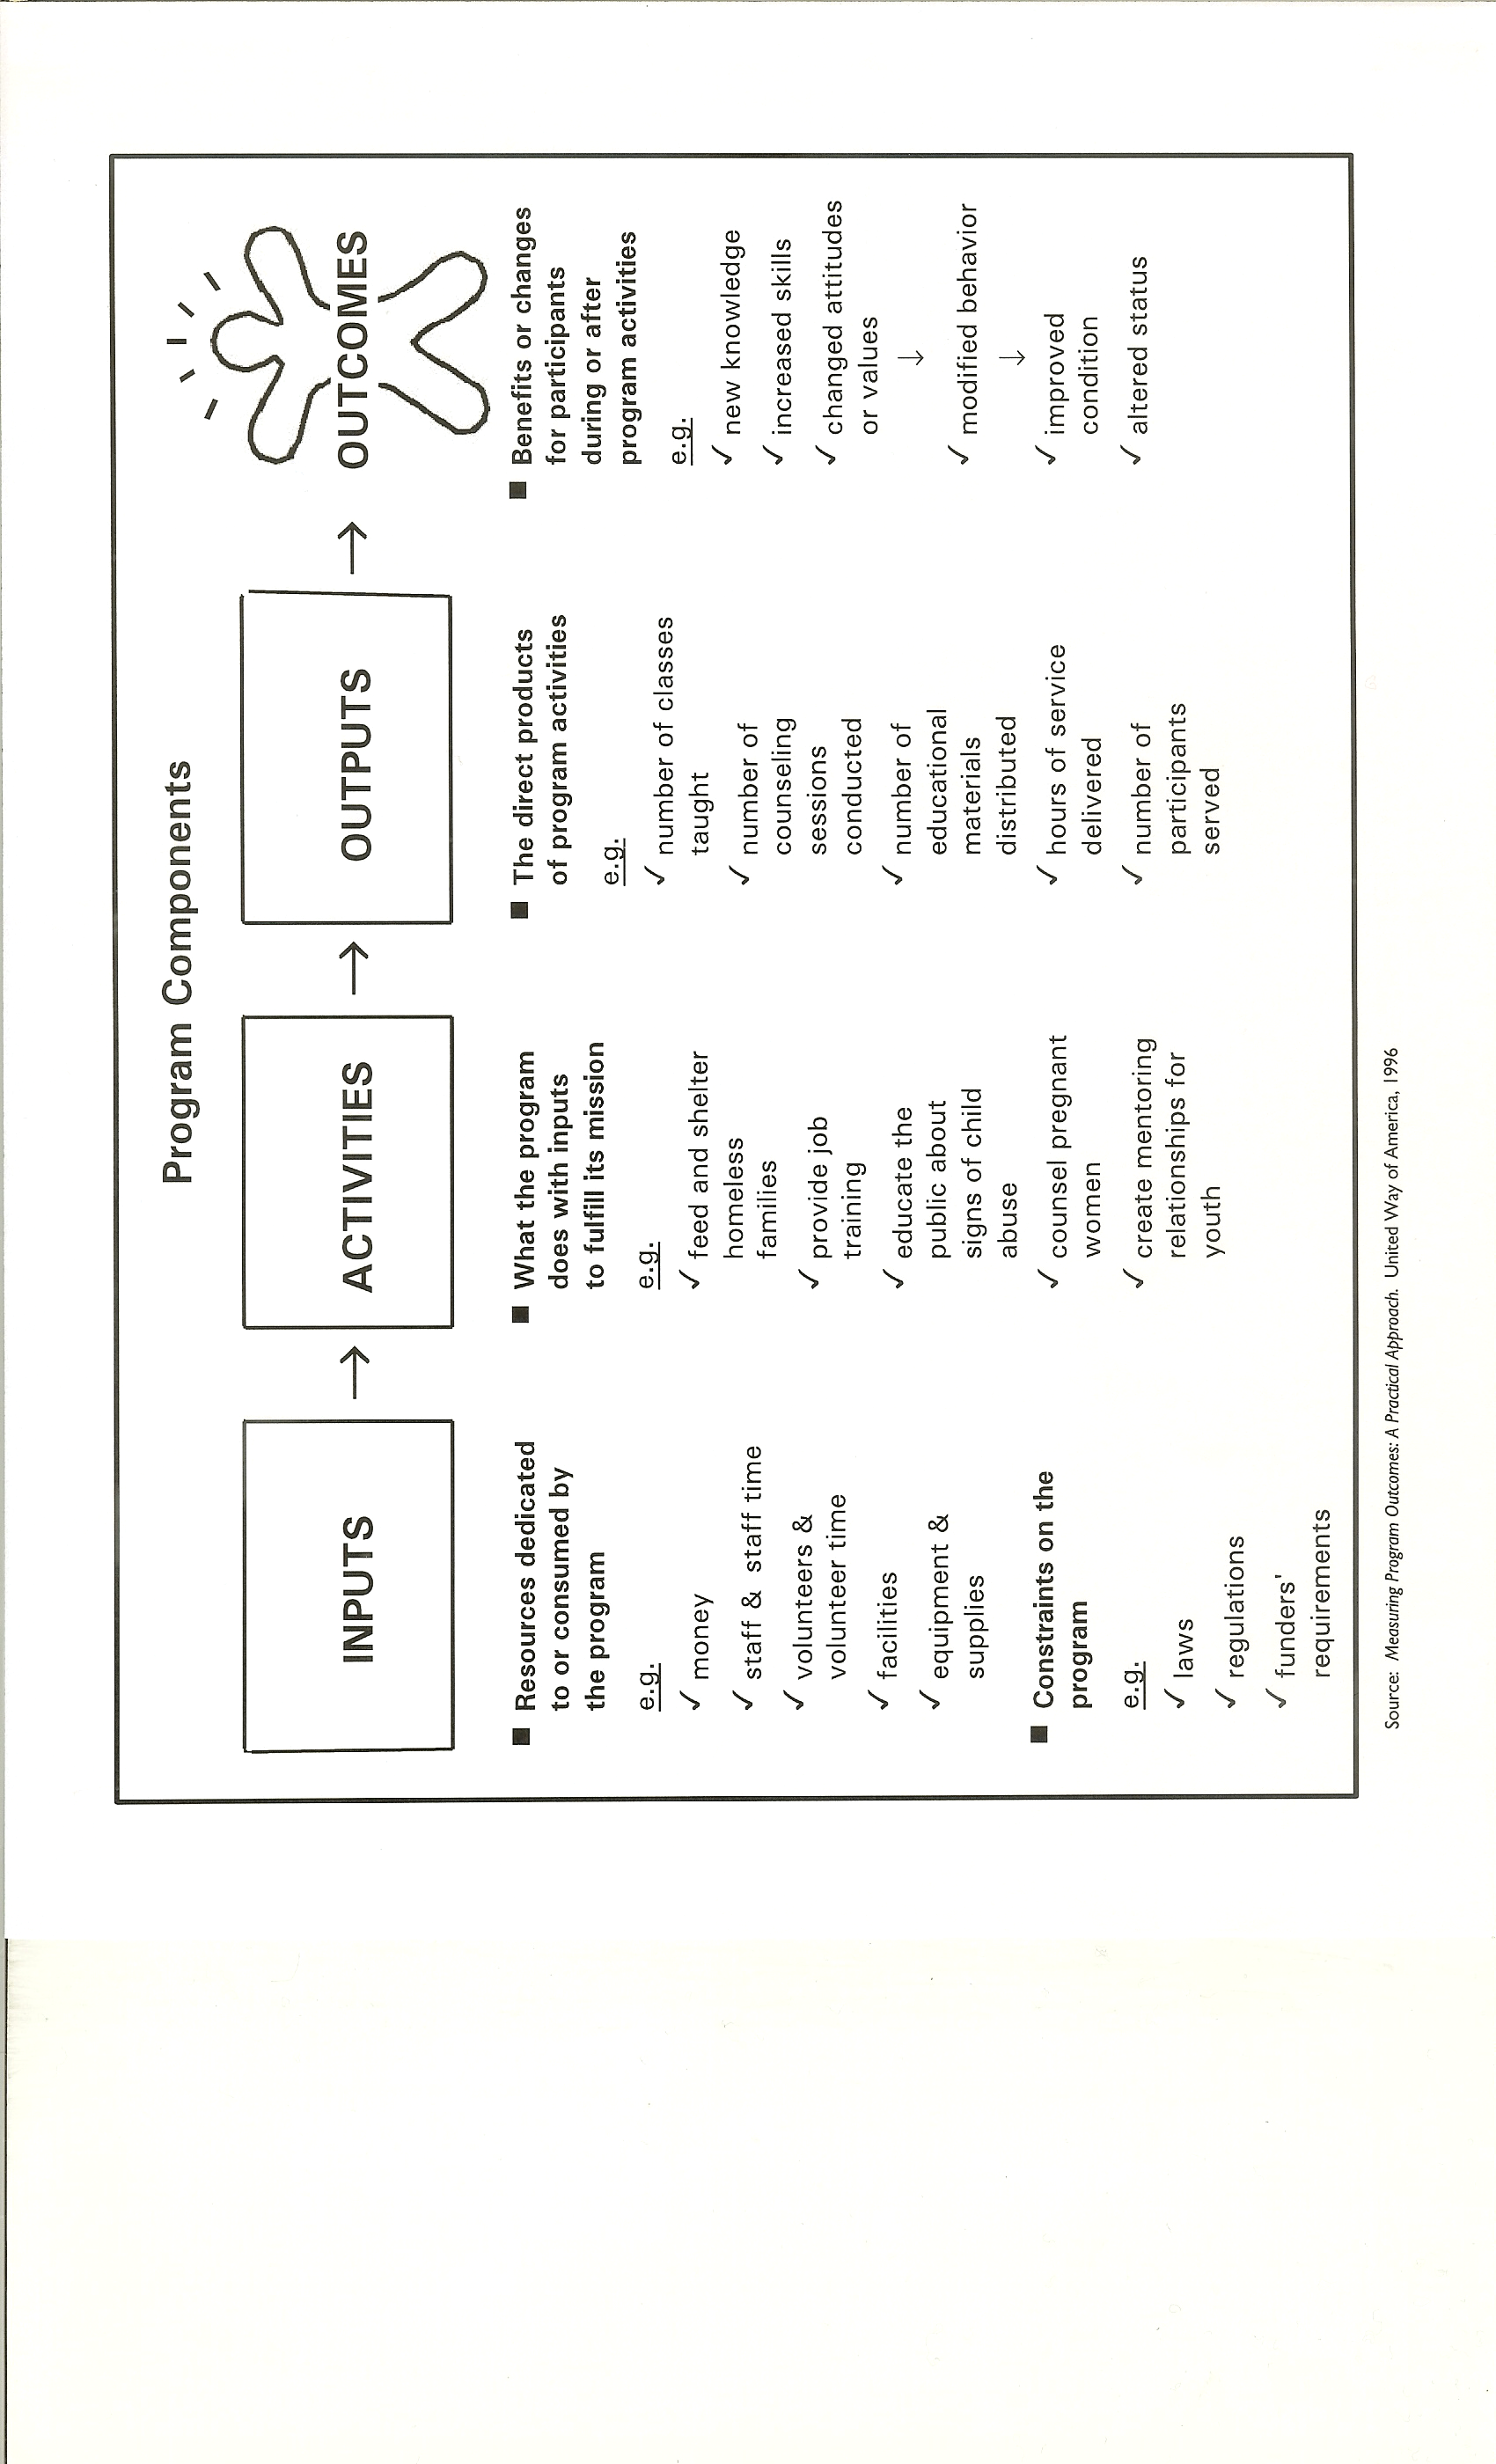 Program Components
INPUTS → ACTIVITIES → OUTPUTS → OUTCOMES
■ Resources dedicated
to or consumed by
the program
e.g.
✓ money
✓ staff & staff time
✓ volunteers &
volunteer time
✓ facilities
✓ equipment &
supplies
■ Constraints on the
program
e.g.
✓ laws
✓ regulations
✓ funders'
requirements
■ What the program
does with inputs
to fulfill its mission
e.g.
✓ feed and shelter
homeless
families
✓ provide job
training
✓ educate the
public about
signs of child
abuse
✓ counsel pregnant
women
✓ create mentoring
relationships for
youth
■ The direct products
of program activities
e.g.
✓ number of classes
taught
✓ number of
counseling
sessions
conducted
✓ number of
educational
materials
distributed
✓ hours of service
delivered
✓ number of
participants
served
■ Benefits or changes
for participants
during or after
program activities
e.g.
✓ new knowledge
✓ increased skills
✓ changed attitudes
or values
↓
✓ modified behavior
↓
✓ improved
condition
✓ altered status
Source: Measuring Program Outcomes: A Practical Approach. United Way of America, 1996